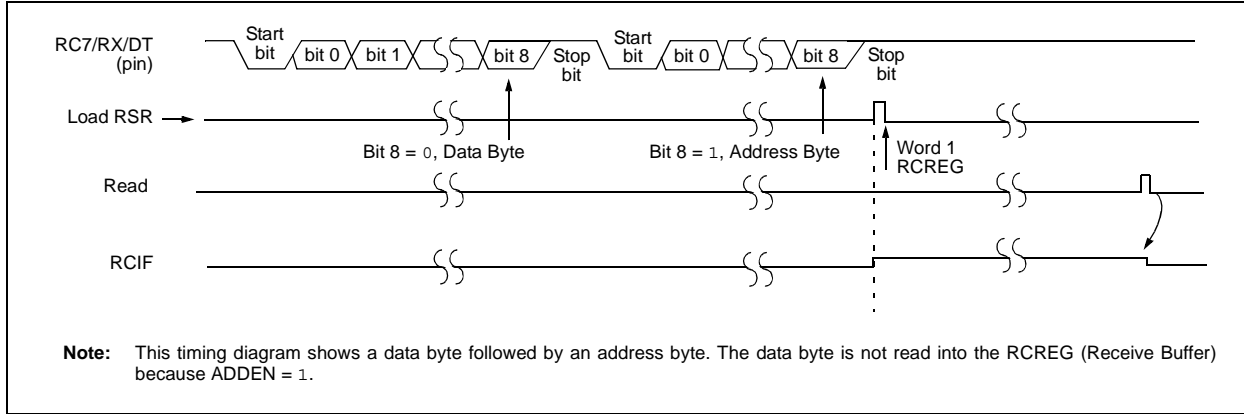 RC7/RX/DT
(pin)
Start
bit
bit 0
bit 1
bit 8
Stop
bit
Start
bit
bit 0
bit 8
Stop
bit
Load RSR
Bit 8 = 0, Data Byte
Bit 8 = 1, Address Byte
Word 1
RCREG
Read
RCIF
Note: This timing diagram shows a data byte followed by an address byte. The data byte is not read into the RCREG (Receive Buffer)
because ADDEN = 1.